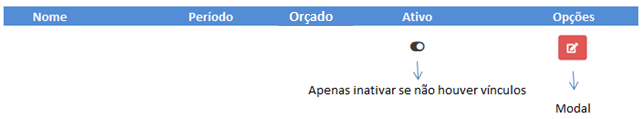 Nome Período Orçado Ativo Opções
Apenas inativar se não houver vínculos
Modal